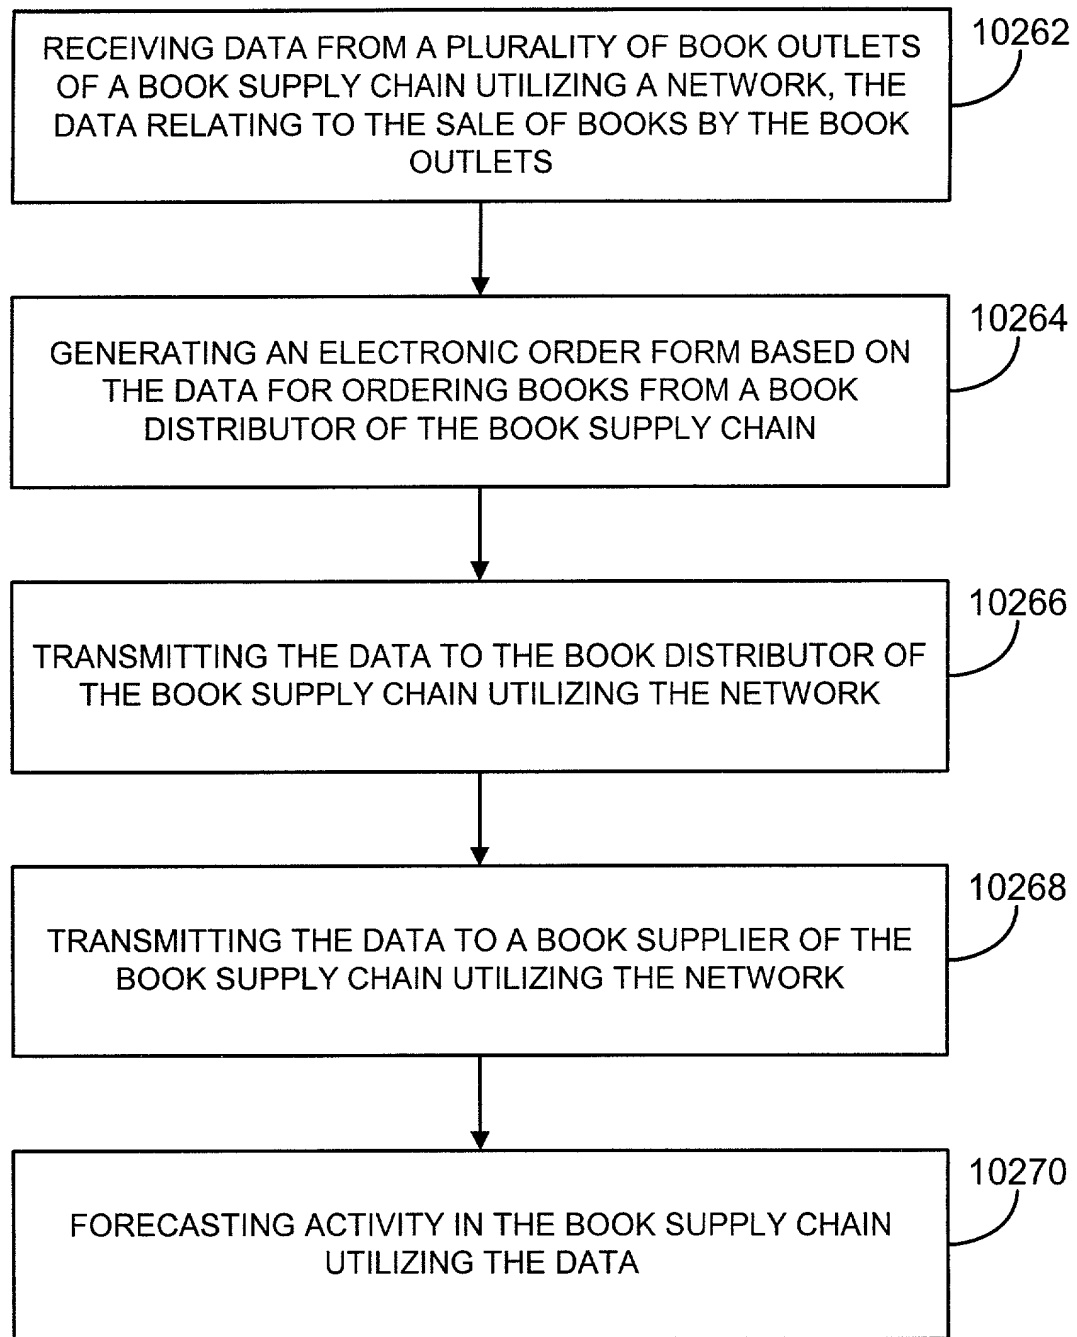 RECEIVING DATA FROM A PLURALITY OF BOOK OUTLETS
OF A BOOK SUPPLY CHAIN UTILIZING A NETWORK, THE
DATA RELATING TO THE SALE OF BOOKS BY THE BOOK
OUTLETS
10262
GENERATING AN ELECTRONIC ORDER FORM BASED ON
THE DATA FOR ORDERING BOOKS FROM A BOOK
DISTRIBUTOR OF THE BOOK SUPPLY CHAIN
10264
TRANSMITTING THE DATA TO THE BOOK DISTRIBUTOR OF
THE BOOK SUPPLY CHAIN UTILIZING THE NETWORK
10266
TRANSMITTING THE DATA TO A BOOK SUPPLIER OF THE
BOOK SUPPLY CHAIN UTILIZING THE NETWORK
10268
FORECASTING ACTIVITY IN THE BOOK SUPPLY CHAIN
UTILIZING THE DATA
10270